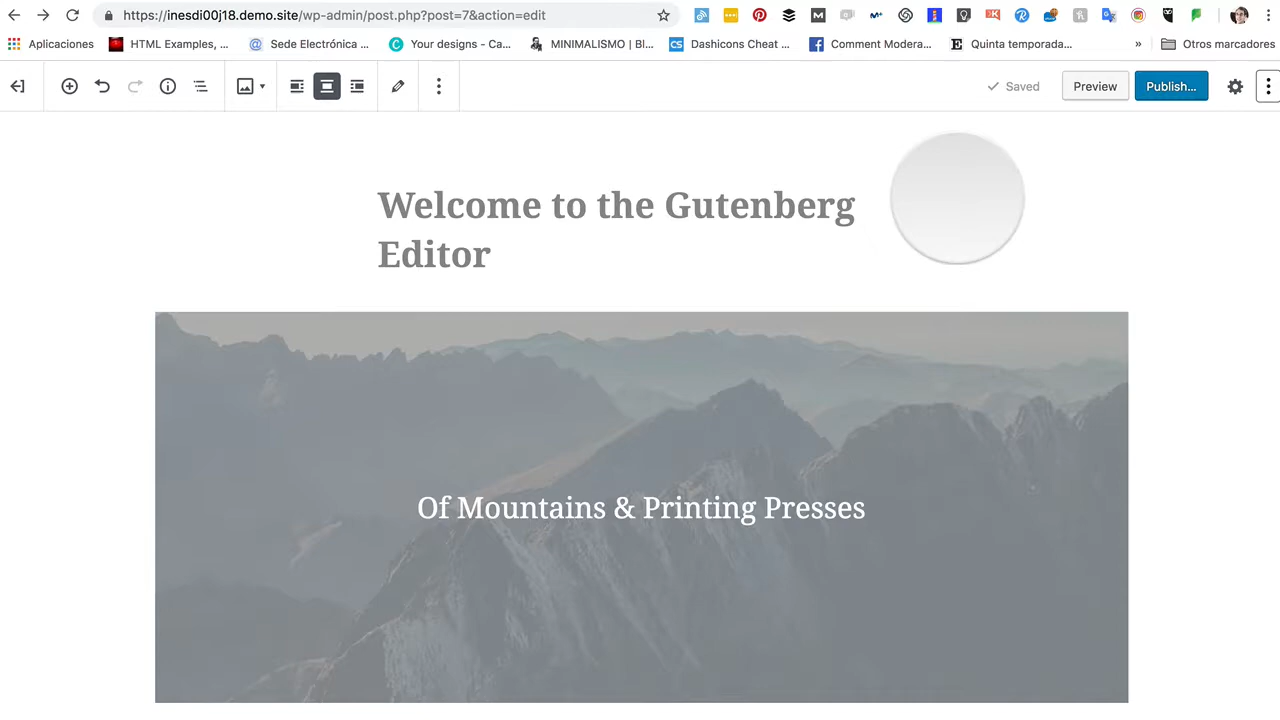 https://inesdi00j18.demo.site/wp-admin/post.php?post=7&action=edit
Aplicaciones
HTML Examples, ...
Sede Electrónica ...
Your designs - Ca...
MINIMALISMO | Bl...
CS
Dashicons Cheat ...
Comment Modera...
Quinta temporada...
»
Otros marcadores
Saved
Preview
Publish...
Welcome to the Gutenberg
Editor
Of Mountains & Printing Presses